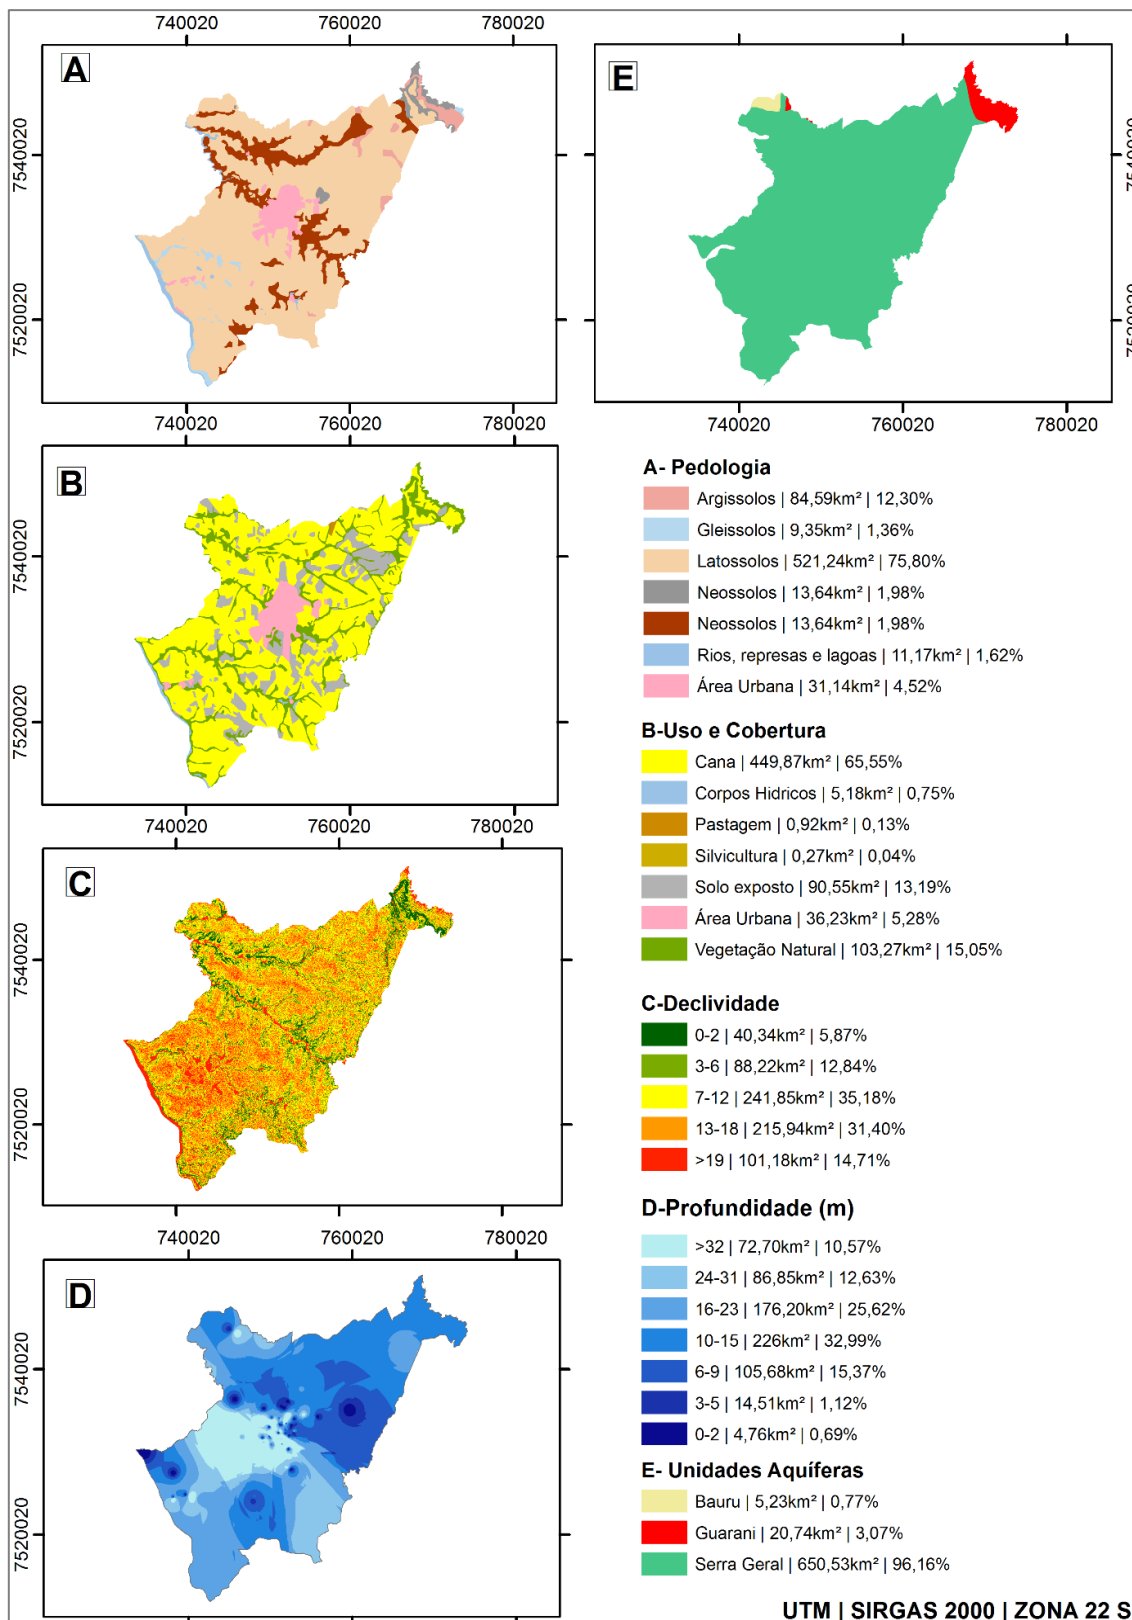 740020 760020 780020
A
7540020
7520020
740020 760020 780020
E
7540020
7520020
740020 760020 780020
B
7540020
7520020
740020 760020 780020
C
7540020
7520020
740020 760020 780020
D
7540020
7520020
A- Pedologia
Argissolos | 84,59km² | 12,30%
Gleissolos | 9,35km² | 1,36%
Latossolos | 521,24km² | 75,80%
Neossolos | 13,64km² | 1,98%
Neossolos | 13,64km² | 1,98%
Rios, represas e lagoas | 11,17km² | 1,62%
Área Urbana | 31,14km² | 4,52%
B-Uso e Cobertura
Cana | 449,87km² | 65,55%
Corpos Hidricos | 5,18km² | 0,75%
Pastagem | 0,92km² | 0,13%
Silvicultura | 0,27km² | 0,04%
Solo exposto | 90,55km² | 13,19%
Área Urbana | 36,23km² | 5,28%
Vegetação Natural | 103,27km² | 15,05%
C-Declividade
0-2 | 40,34km² | 5,87%
3-6 | 88,22km² | 12,84%
7-12 | 241,85km² | 35,18%
13-18 | 215,94km² | 31,40%
>19 | 101,18km² | 14,71%
D-Profundidade (m)
>32 | 72,70km² | 10,57%
24-31 | 86,85km² | 12,63%
16-23 | 176,20km² | 25,62%
10-15 | 226km² | 32,99%
6-9 | 105,68km² | 15,37%
3-5 | 14,51km² | 1,12%
0-2 | 4,76km² | 0,69%
E- Unidades Aquíferas
Bauru | 5,23km² | 0,77%
Guarani | 20,74km² | 3,07%
Serra Geral | 650,53km² | 96,16%
UTM | SIRGAS 2000 | ZONA 22 S